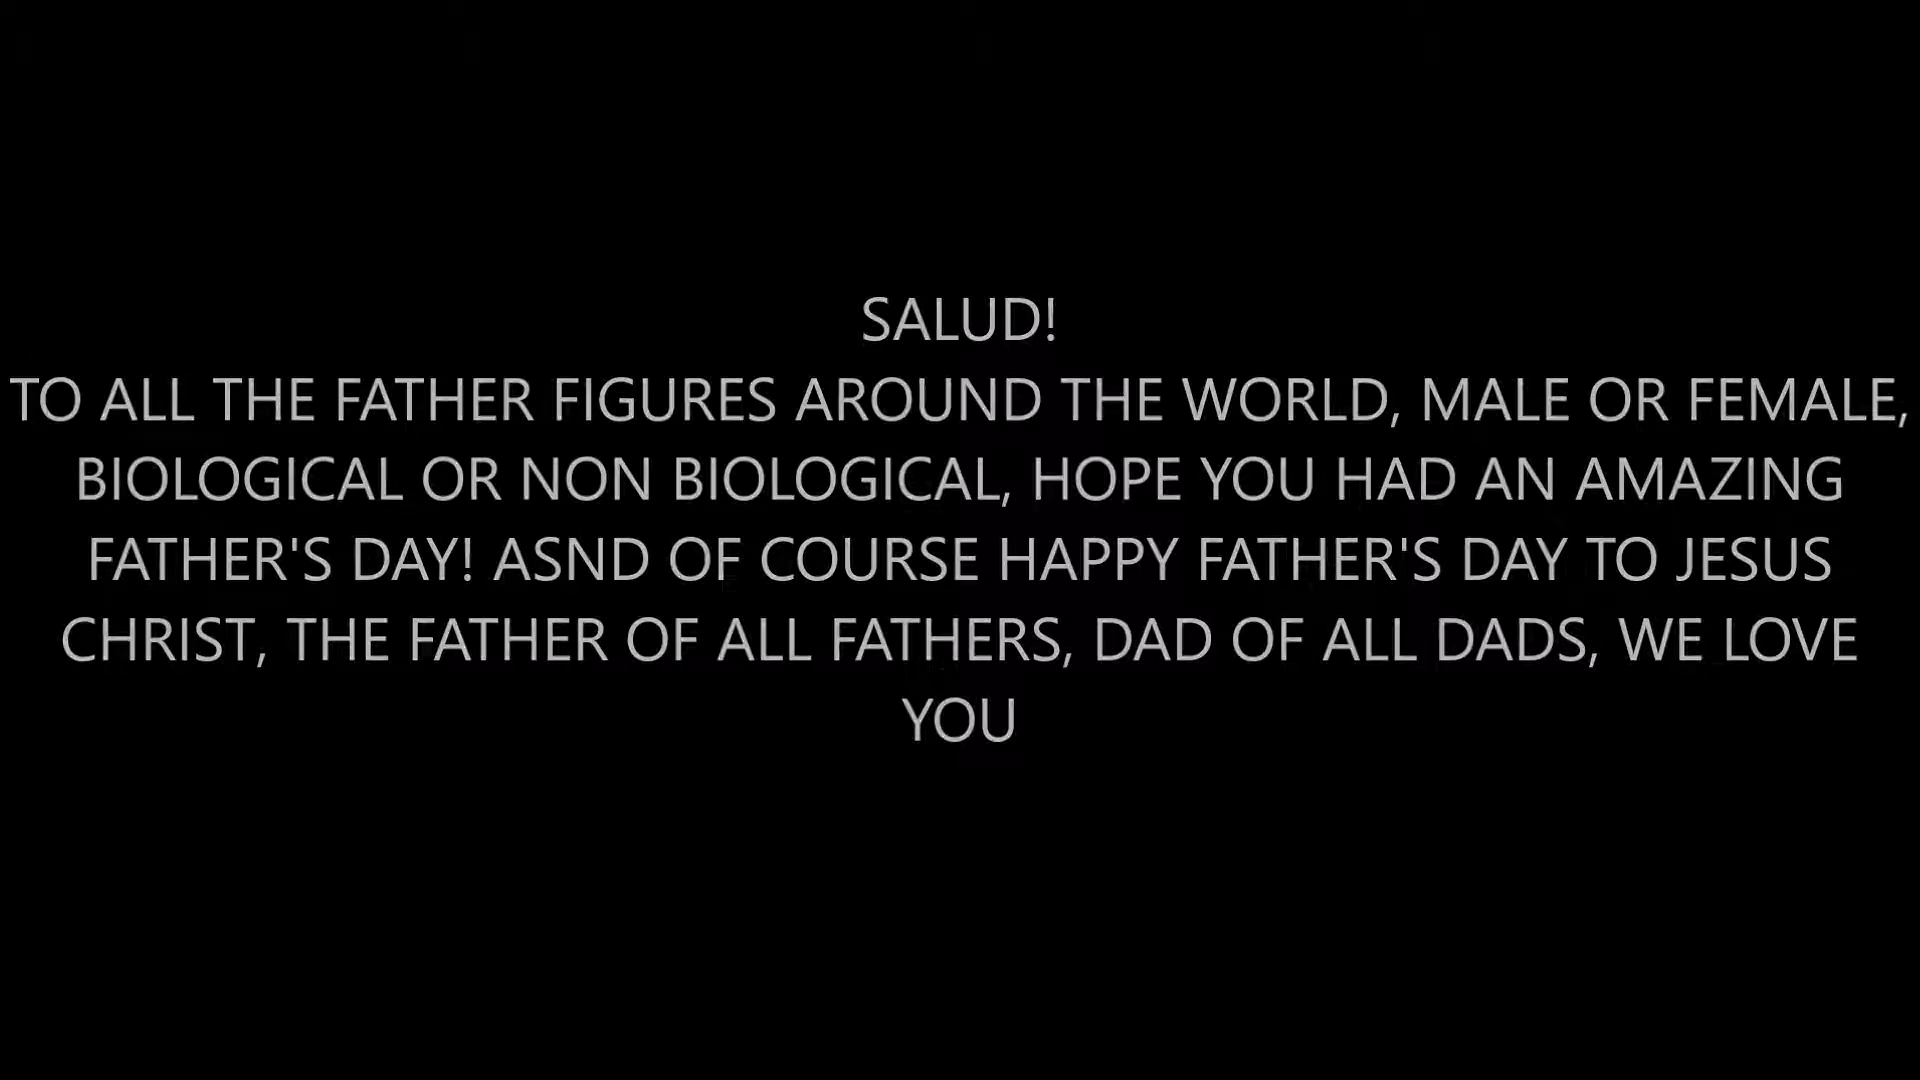 SALUD!
TO ALL THE FATHER FIGURES AROUND THE WORLD, MALE OR FEMALE,
BIOLOGICAL OR NON BIOLOGICAL, HOPE YOU HAD AN AMAZING
FATHER'S DAY! ASND OF COURSE HAPPY FATHER'S DAY TO JESUS
CHRIST, THE FATHER OF ALL FATHERS, DAD OF ALL DADS, WE LOVE
YOU